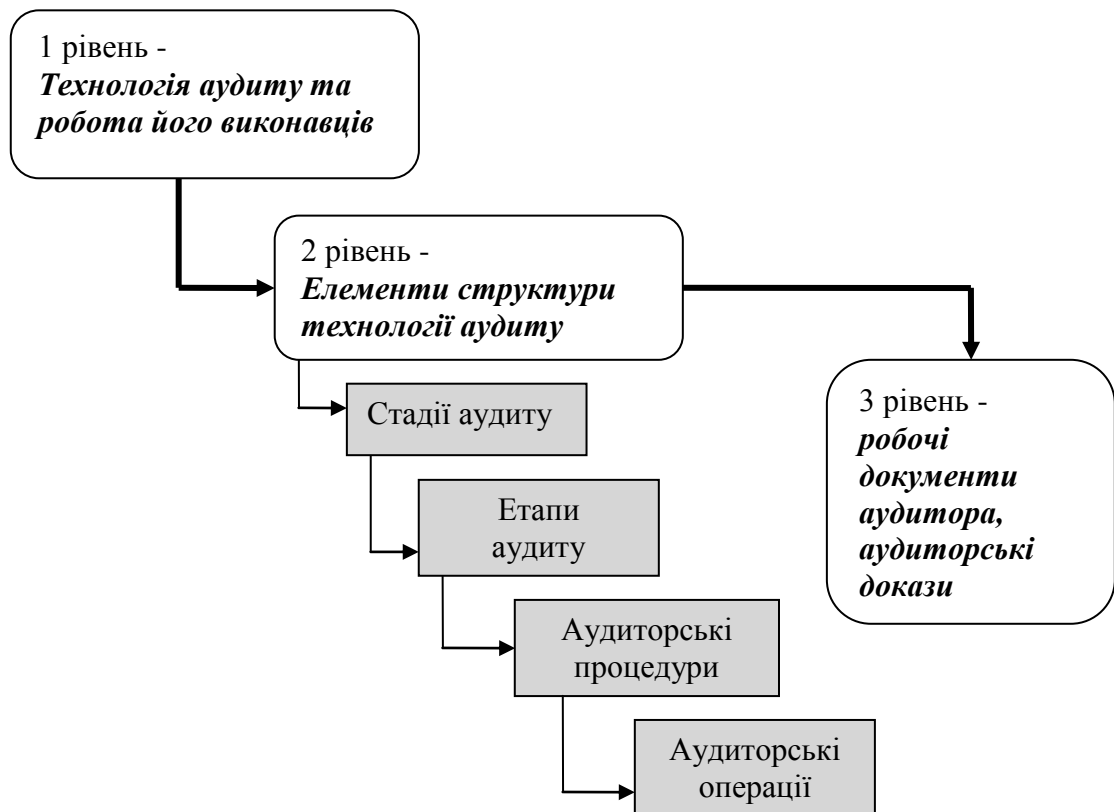 1 рівень -
Технологія аудиту та
робота його виконавців
2 рівень -
Елементи структури
технології аудиту
Стадії аудиту
Етапи
аудиту
Аудиторські
процедури
Аудиторські
операції
3 рівень -
робочі
документи
аудитора,
аудиторські
докази